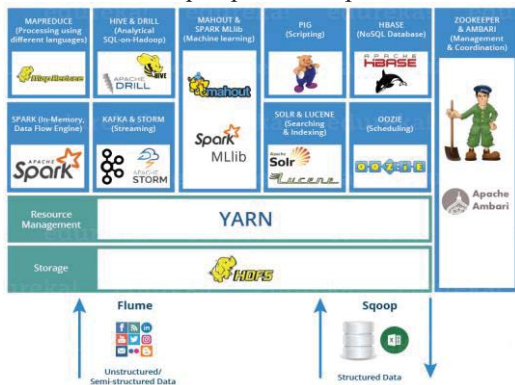 MAPREDUCE
(Processing using
different languages)
HIVE & DRILL
(Analytical
SQL-on-Hadoop)
HIVE
APACHE
DRILL
MAHOUT &
SPARK MLlib
(Machine learning)
mahout
Spark
MLlib
PIG
(Scripting)
HBASE
(NoSQL Database)
APACHE
HBASE
ZOOKEEPER
& AMBARI
(Management
& Coordination)
Apache
Ambari
SPARK (In-Memory,
Data Flow Engine)
APACHE
Spark
KAFKA & STORM
(Streaming)
APACHE
STORM
SOLR & LUCENE
(Searching
& Indexing)
Apache
Solr
Lucene
OOZIE
(Scheduling)
OOZIE
Resource
Management
YARN
Storage
HDFS
Flume
Unstructured/
Semi-structured Data
Sqoop
Structured Data